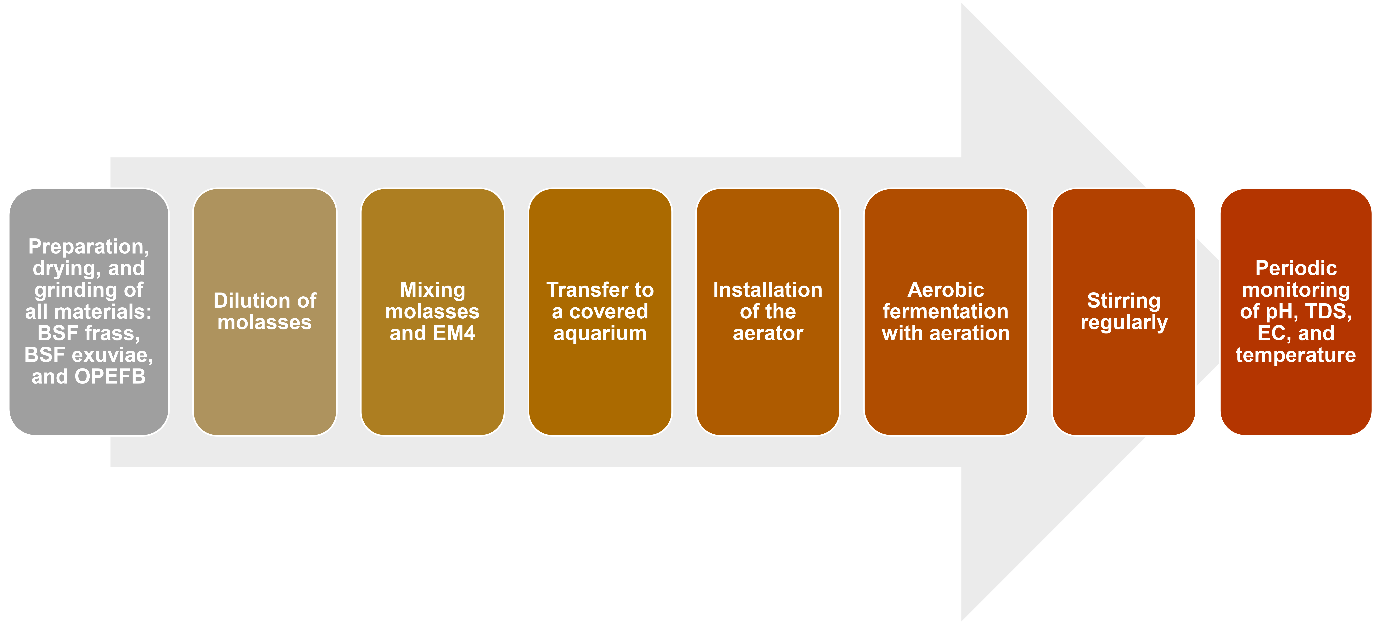 Preparation,
drying, and
grinding of
all materials:
BSF frass,
BSF exuviae,
and OPEFB
Dilution of
molasses
Mixing
molasses
and EM4
Transfer to
a covered
aquarium
Installation
of the
aerator
Aerobic
fermentation
with aeration
Stirring
regularly
Periodic
monitoring
of pH, TDS,
EC, and
temperature